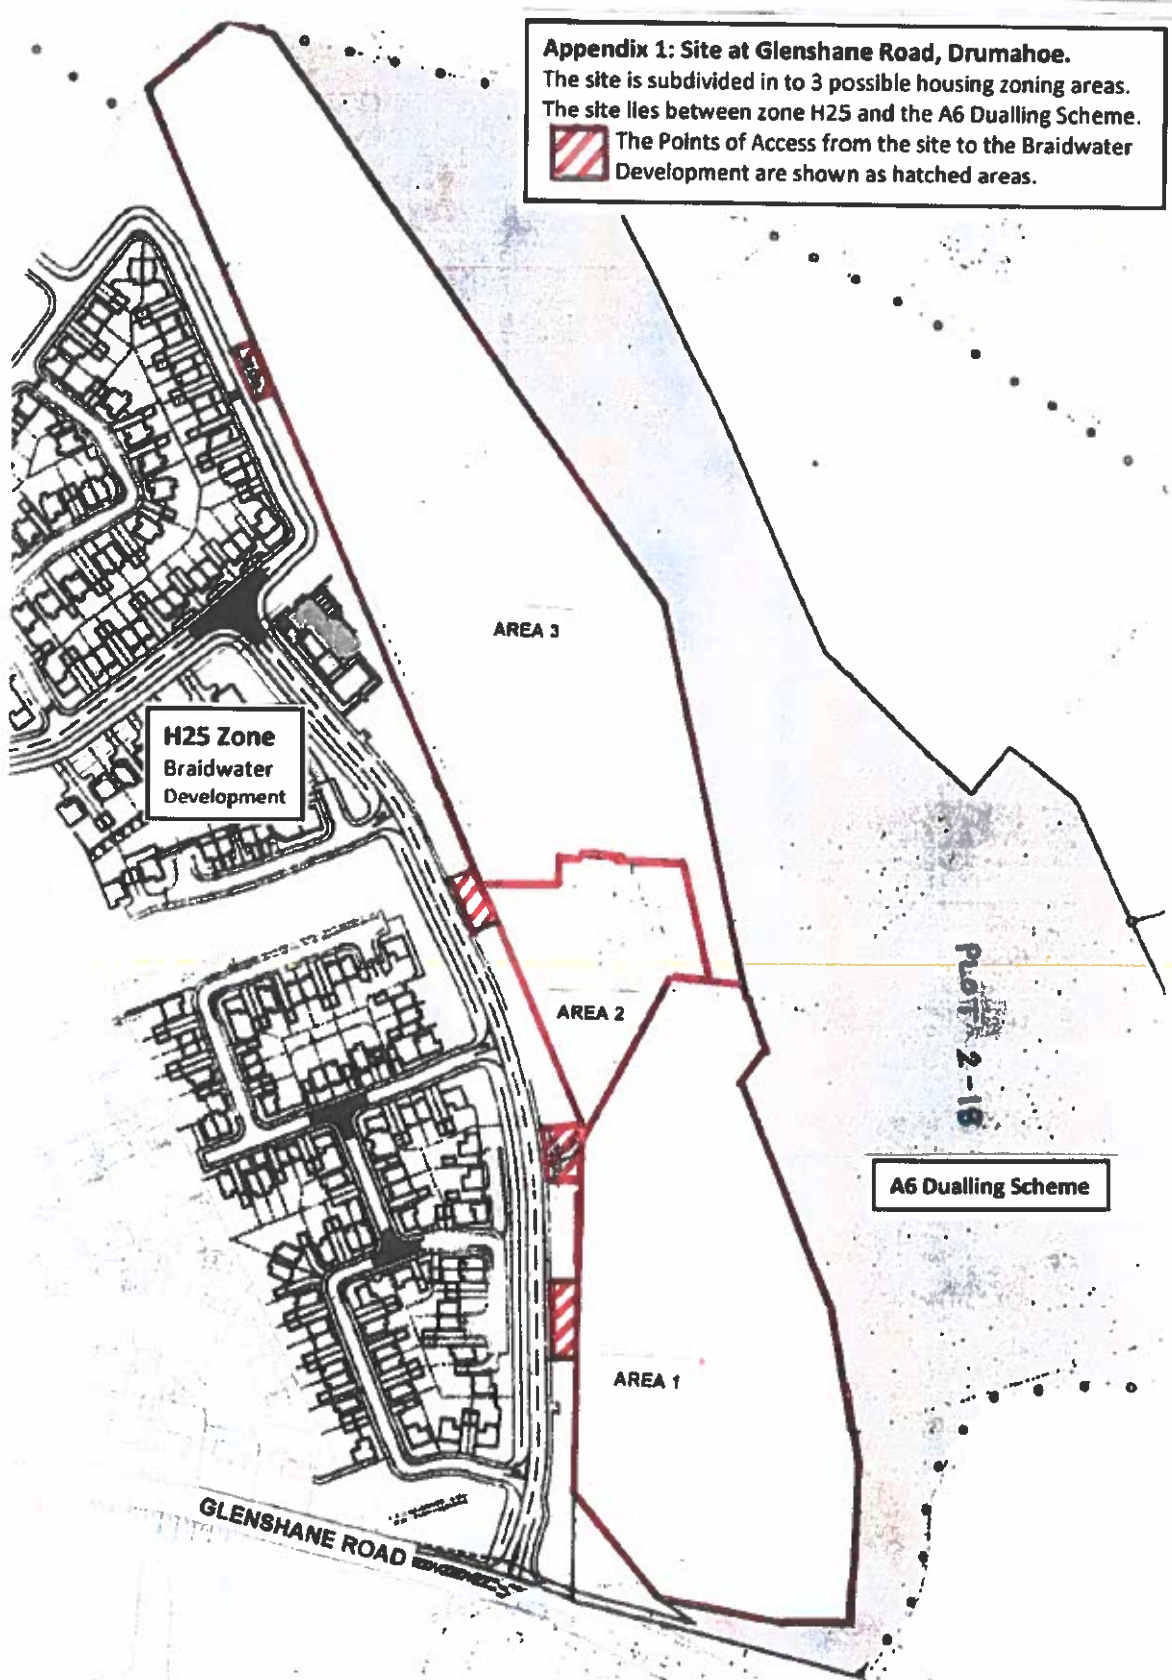 Appendix 1: Site at Glenshane Road, Drumahoe.
The site is subdivided in to 3 possible housing zoning areas.
The site lies between zone H25 and the A6 Dualling Scheme.
The Points of Access from the site to the Braidwater
Development are shown as hatched areas.
AREA 3
H25 Zone
Braidwater
Development
AREA 2
PLOT 2-18
A6 Dualling Scheme
AREA 1
GLENSHANE ROAD